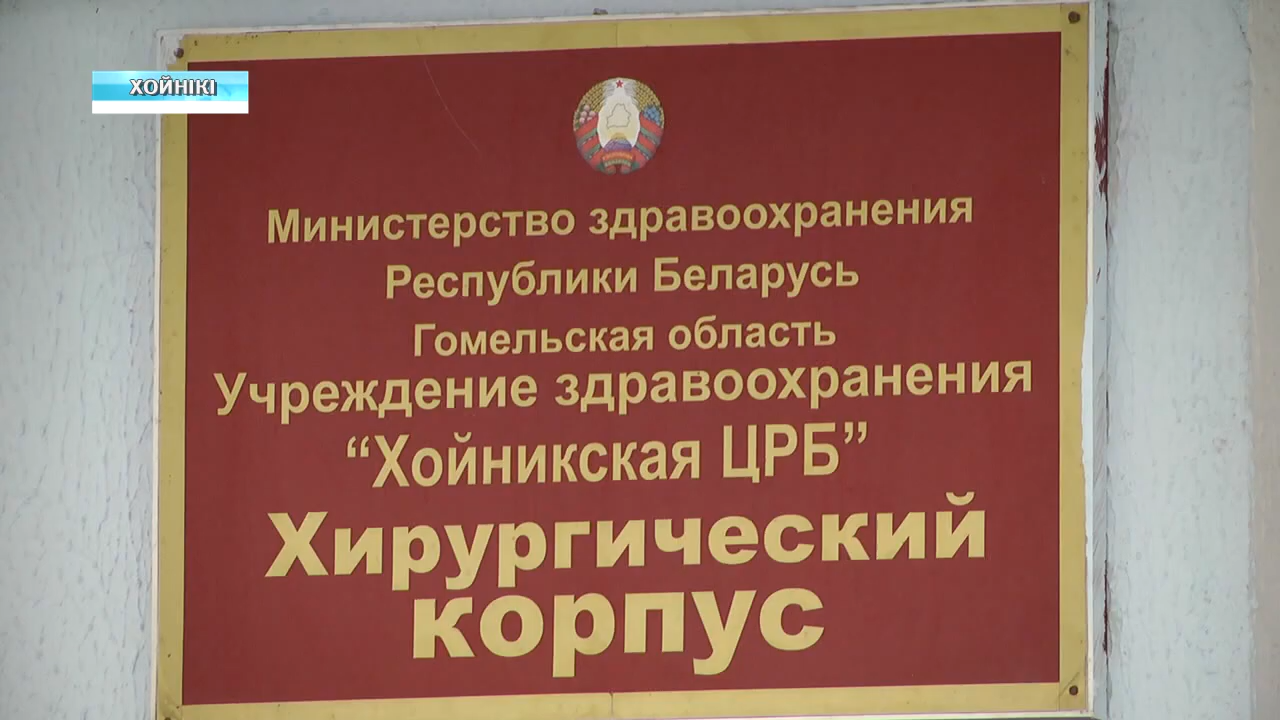 ХОЙНІКІ
Министерство здравоохранения
Республики Беларусь
Гомельская область
Учреждение здравоохранения
“Хойникская ЦРБ”
Хирургический
корпус